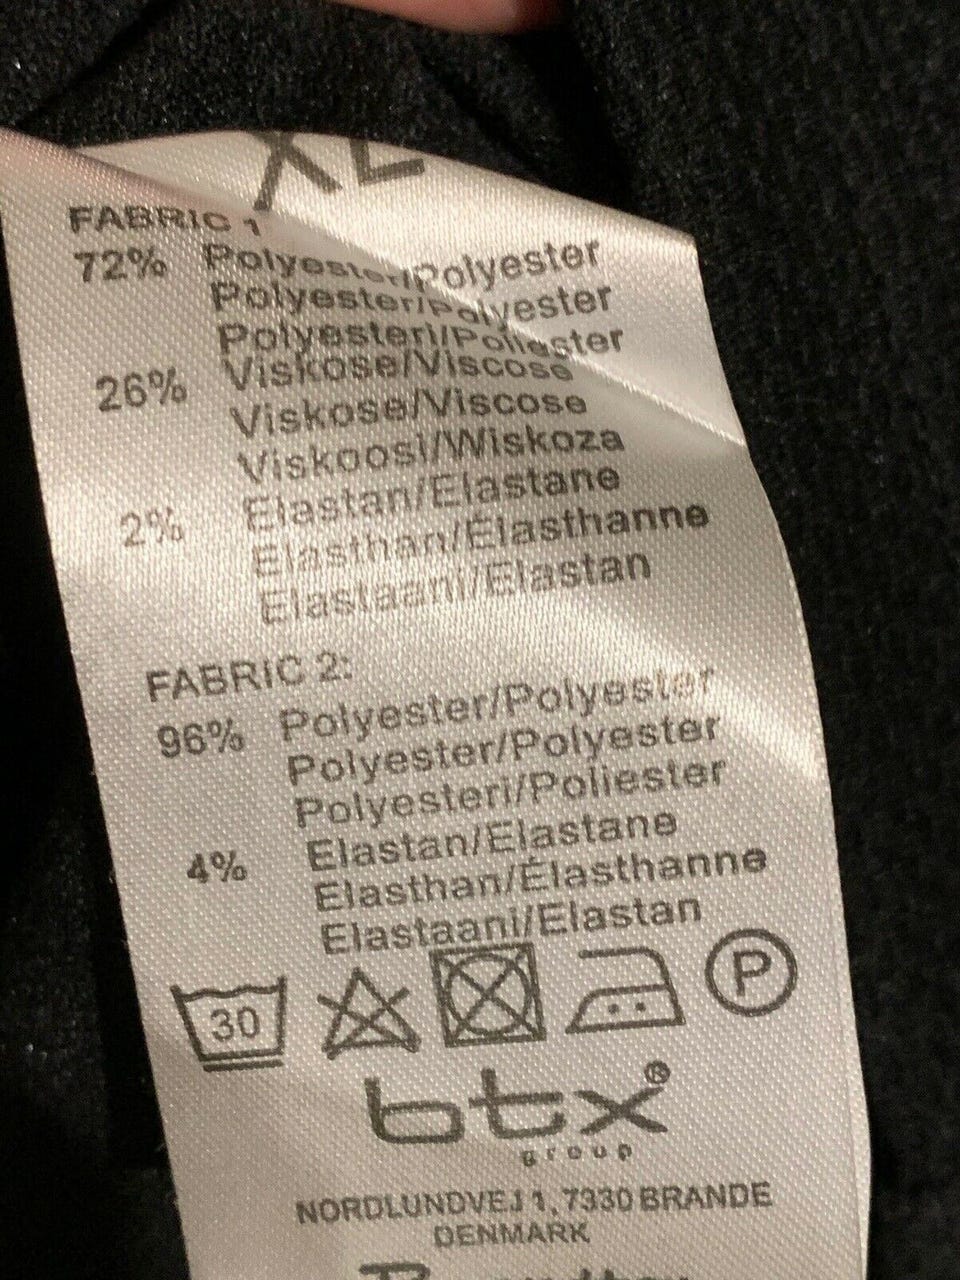 XL
FABRIC 1
72% Polyester/Polyester
Polyester/Polyester
Polyesteri/Poliester
26% Viskose/Viscose
Viskose/Viscose
Viskoosi/Wiskoza
2% Elastan/Elastane
Elasthan/Élasthanne
Elastaani/Elastan
FABRIC 2:
96% Polyester/Polyester
Polyester/Polyester
Polyesteri/Poliester
4% Elastan/Elastane
Elasthan/Élasthanne
Elastaani/Elastan
30 P
btx®
group
NORDLUNDVEJ 1, 7330 BRANDE
DENMARK